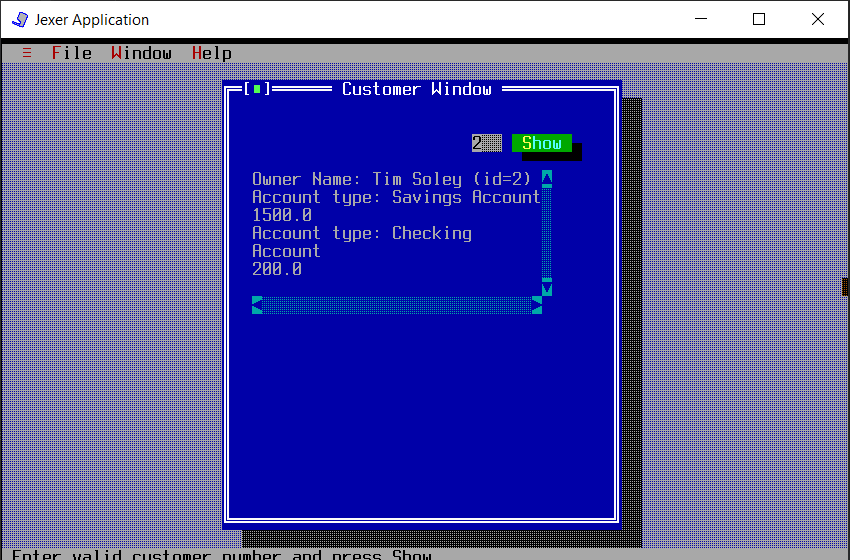 Jexer Application
≡ File Window Help
Customer Window
2 Show
Owner Name: Tim Soley (id=2)
Account type: Savings Account
1500.0
Account type: Checking
Account
200.0
Enter valid customer number and press Show